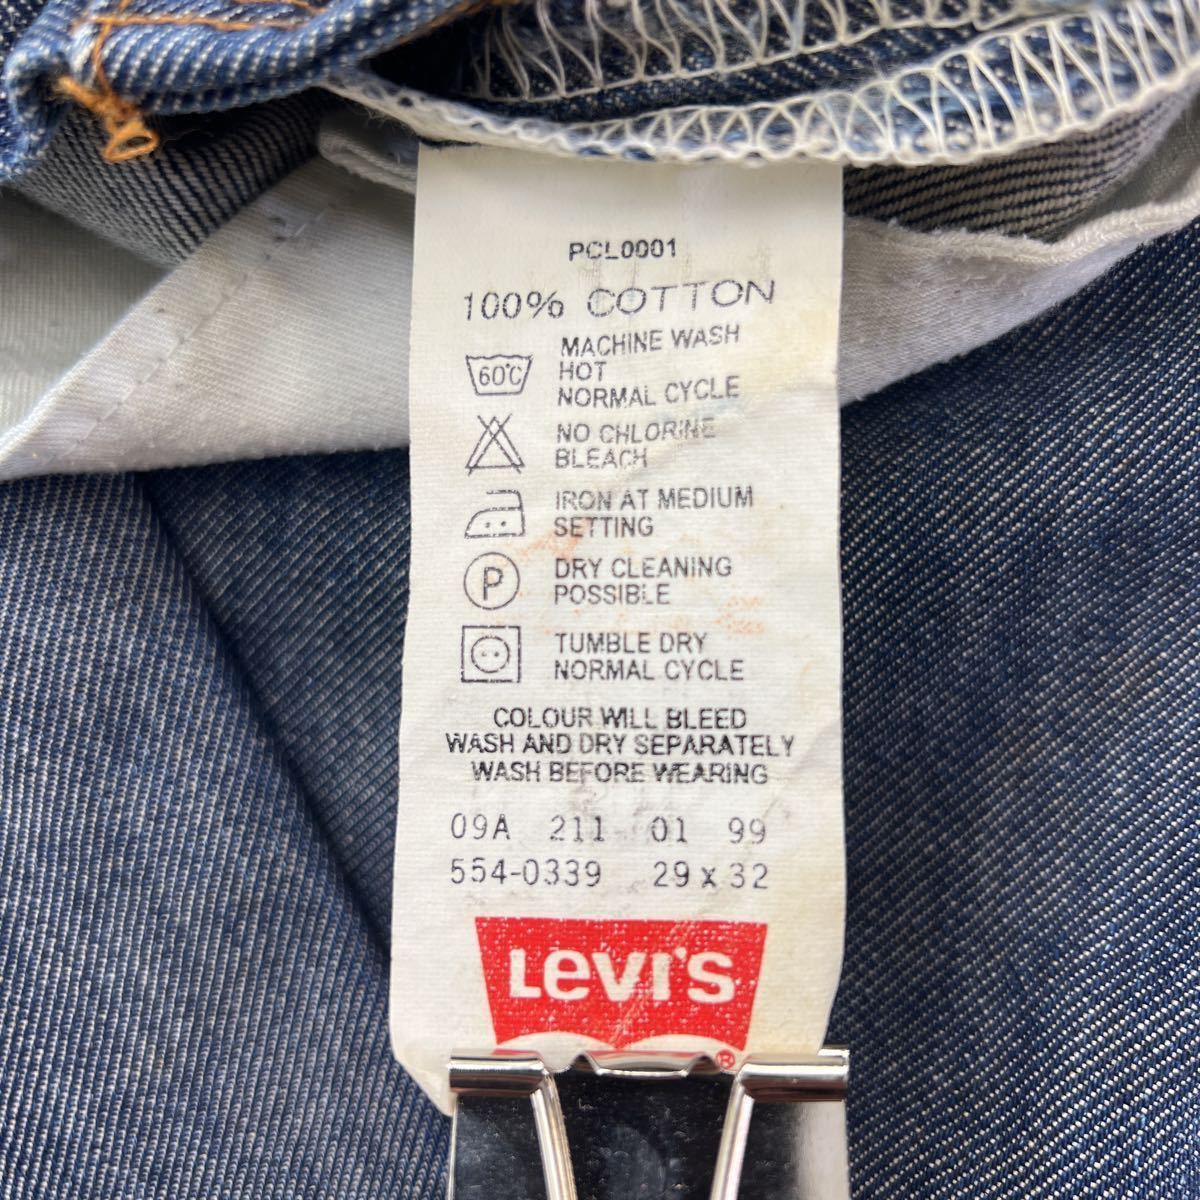 PCL0001
100% COTTON
60℃ MACHINE WASH
HOT
NORMAL CYCLE
NO CHLORINE
BLEACH
IRON AT MEDIUM
SETTING
P DRY CLEANING
POSSIBLE
TUMBLE DRY
NORMAL CYCLE
COLOUR WILL BLEED
WASH AND DRY SEPARATELY
WASH BEFORE WEARING
09A 211 01 99
554-0339 29 x 32
LEVI'S
®